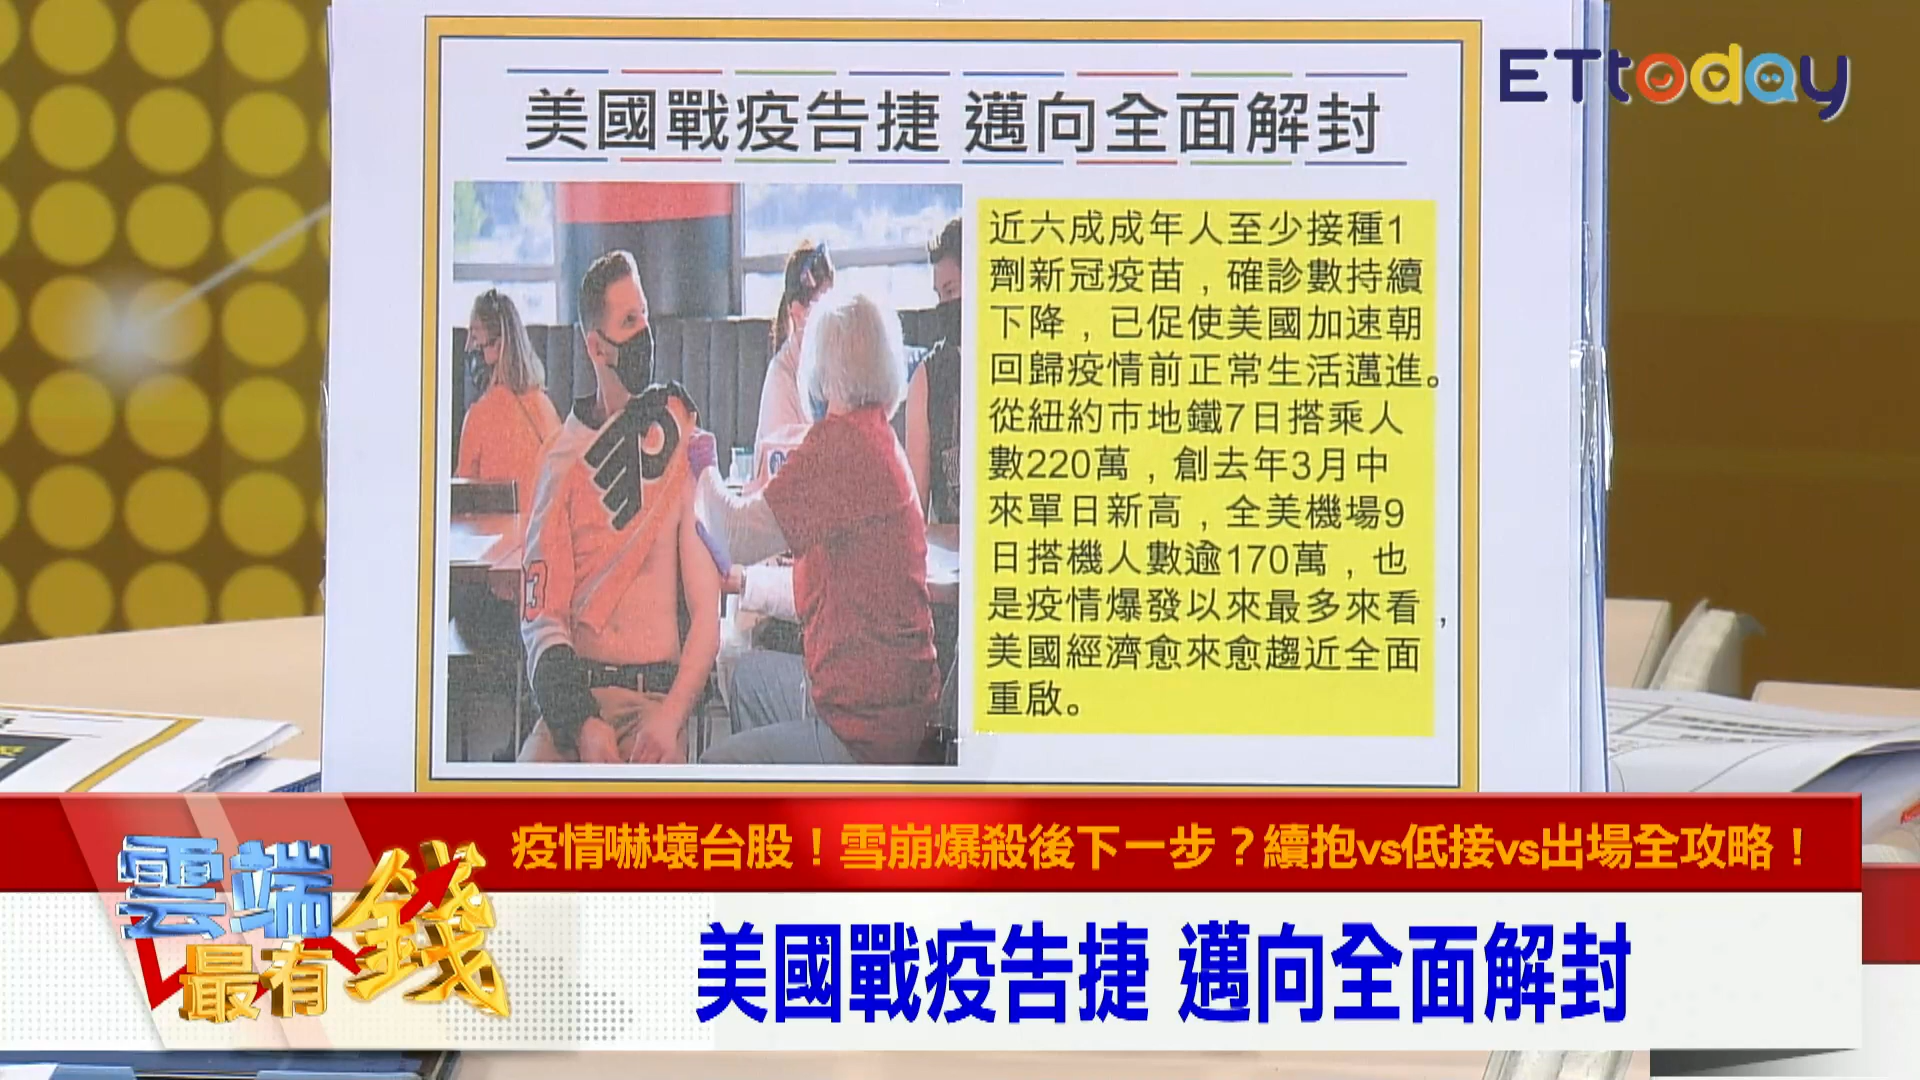 ETtoday
美國戰疫告捷 邁向全面解封
近六成成年人至少接種1
劑新冠疫苗，確診數持續
下降，已促使美國加速朝
回歸疫情前正常生活邁進。
從紐約市地鐵7日搭乘人
數220萬，創去年3月中
來單日新高，全美機場9
日搭機人數逾170萬，也
是疫情爆發以來最多來看，
美國經濟愈來愈趨近全面
重啟。
疫情嚇壞台股！雪崩爆殺後下一步？續抱vs低接vs出場全攻略！
雲端最有錢
美國戰疫告捷 邁向全面解封